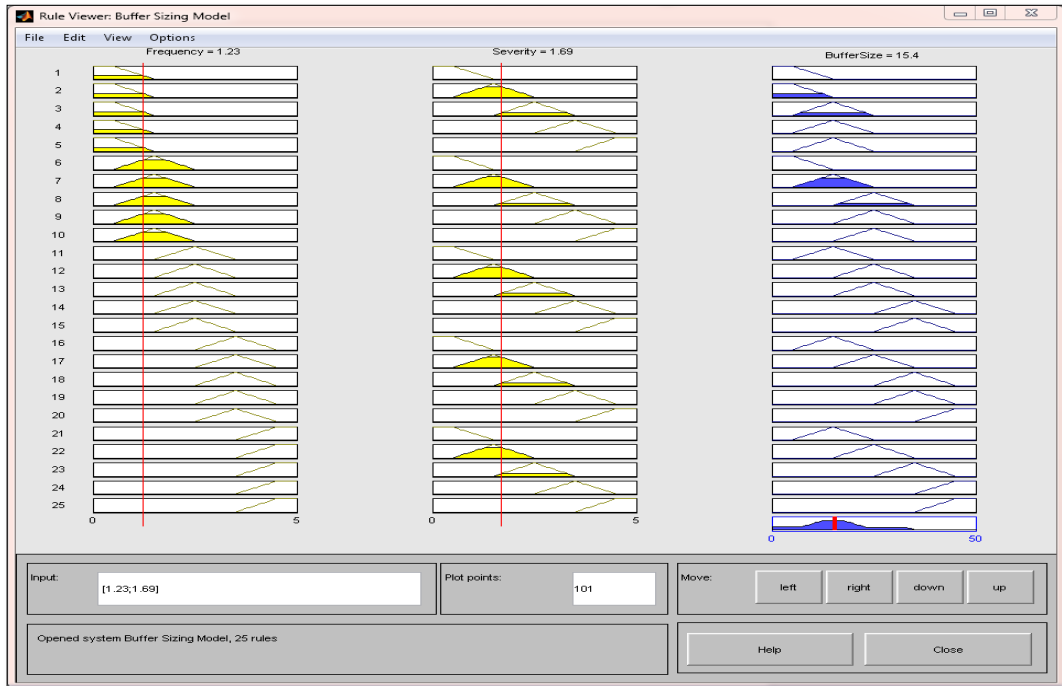 Rule Viewer: Buffer Sizing Model
File Edit View Options
Frequency = 1.23
Severity = 1.69
BufferSize = 15.4
1
2
3
4
5
6
7
8
9
10
11
12
13
14
15
16
17
18
19
20
21
22
23
24
25
0 5
0 5
0 50
Input:
[1.23;1.69]
Plot points:
101
Move:
left right down up
Opened system Buffer Sizing Model, 25 rules
Help Close